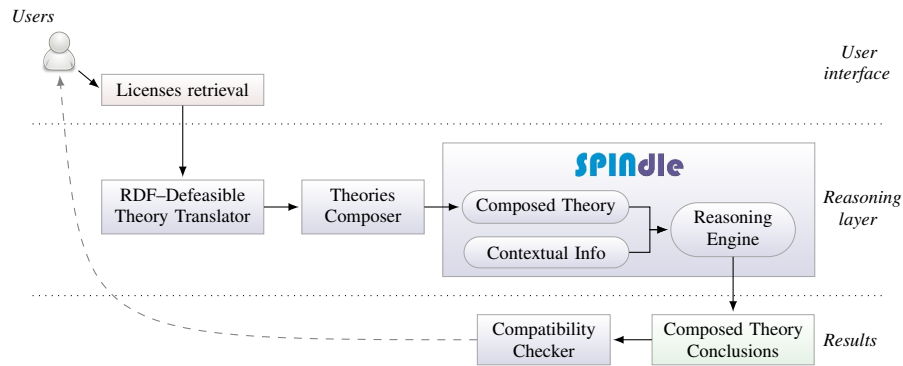 Users
User
interface
Licenses retrieval
SPINdle
RDF–Defeasible
Theory Translator
Theories
Composer
Composed Theory
Contextual Info
Reasoning
Engine
Reasoning
layer
Compatibility
Checker
Composed Theory
Conclusions
Results